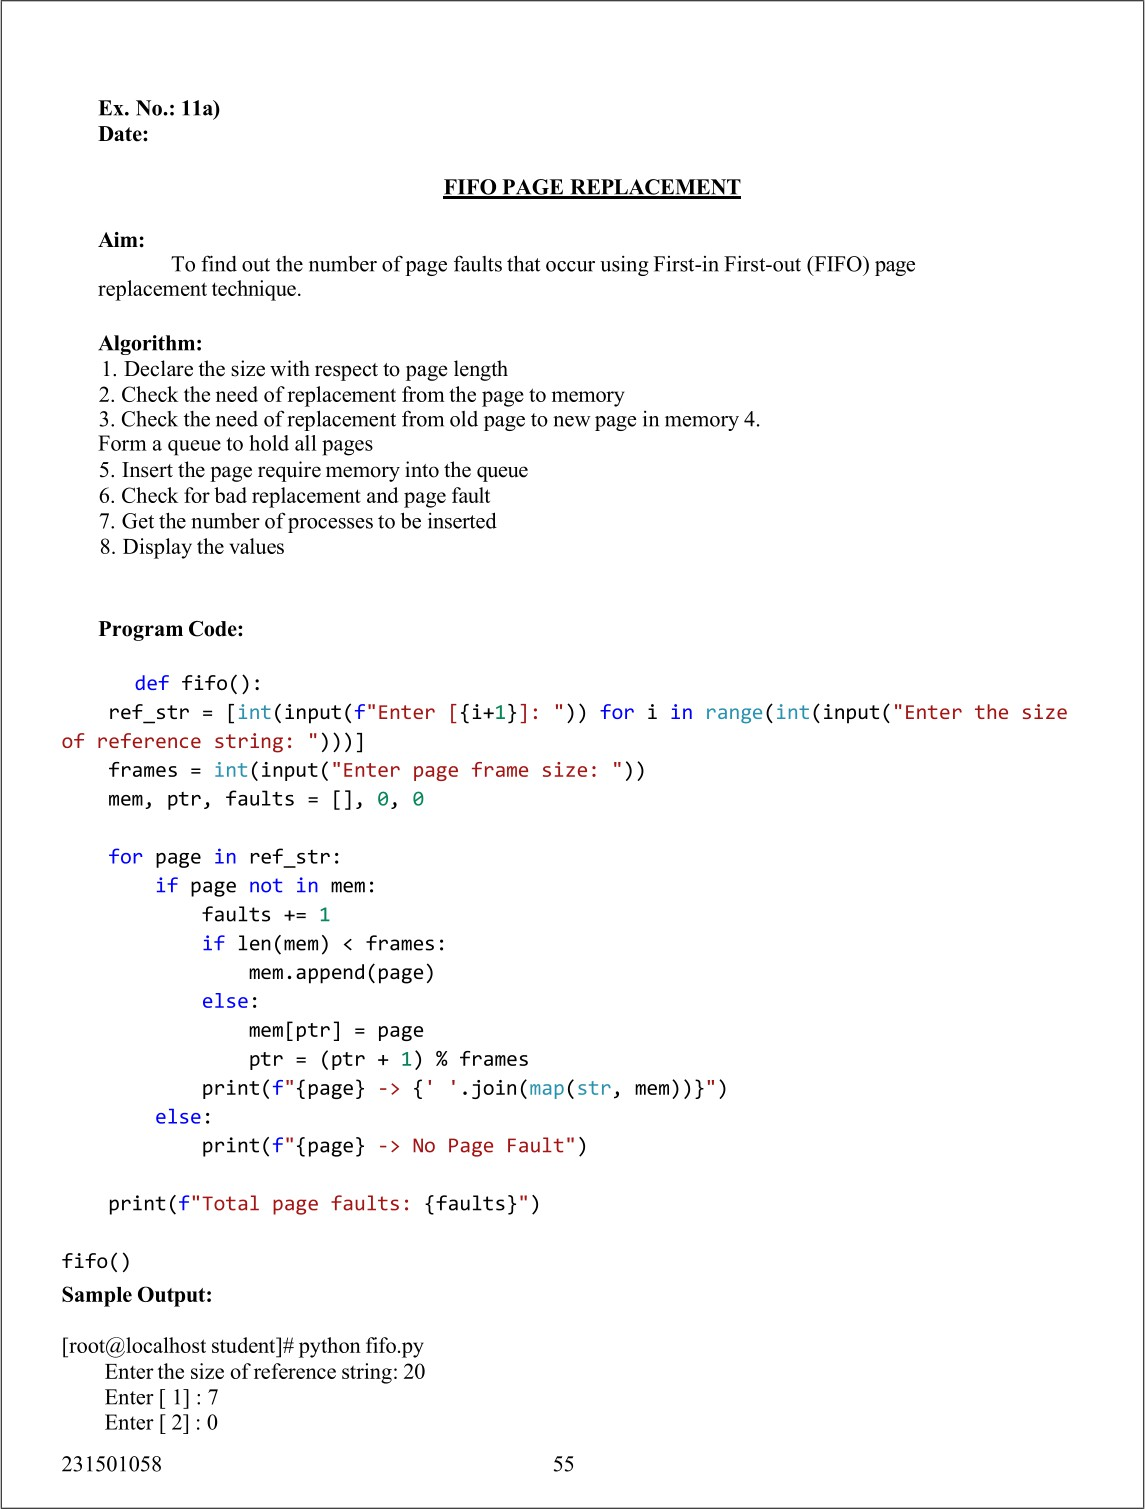 Ex. No.: 11a)
Date:
FIFO PAGE REPLACEMENT
Aim:
To find out the number of page faults that occur using First-in First-out (FIFO) page
replacement technique.
Algorithm:
1. Declare the size with respect to page length
2. Check the need of replacement from the page to memory
3. Check the need of replacement from old page to new page in memory 4.
Form a queue to hold all pages
5. Insert the page require memory into the queue
6. Check for bad replacement and page fault
7. Get the number of processes to be inserted
8. Display the values
Program Code:
def fifo():
    ref_str = [int(input(f"Enter [{i+1}]: ")) for i in range(int(input("Enter the size
of reference string: ")))]
    frames = int(input("Enter page frame size: "))
    mem, ptr, faults = [], 0, 0
    for page in ref_str:
        if page not in mem:
            faults += 1
            if len(mem) < frames:
                mem.append(page)
            else:
                mem[ptr] = page
                ptr = (ptr + 1) % frames
            print(f"{page} -> {' '.join(map(str, mem))}")
        else:
            print(f"{page} -> No Page Fault")
    print(f"Total page faults: {faults}")
fifo()
Sample Output:
[root@localhost student]# python fifo.py
Enter the size of reference string: 20
Enter [ 1] : 7
Enter [ 2] : 0
231501058 55